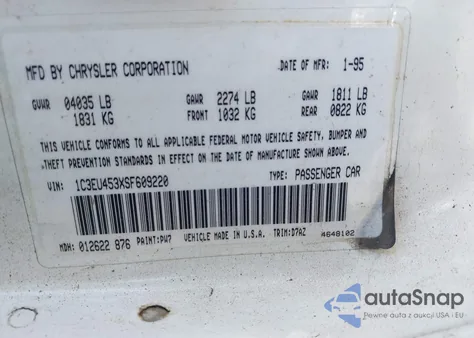 MFD BY CHRYSLER CORPORATION DATE OF MFR: 1-95
GVWR 04035 LB GAWR 2274 LB GAWR 1811 LB
1831 KG FRONT 1032 KG REAR 0822 KG
THIS VEHICLE CONFORMS TO ALL APPLICABLE FEDERAL MOTOR VEHICLE SAFETY, BUMPER AND
THEFT PREVENTION STANDARDS IN EFFECT ON THE DATE OF MANUFACTURE SHOWN ABOVE.
VIN: 1C3EU453XSF609220 TYPE: PASSENGER CAR
MDH: 012622 876 PAINT:PW7 VEHICLE MADE IN U.S.A. TRIM:D7AZ 4648102
autoSnap
Pewne auta z aukcji USA i EU